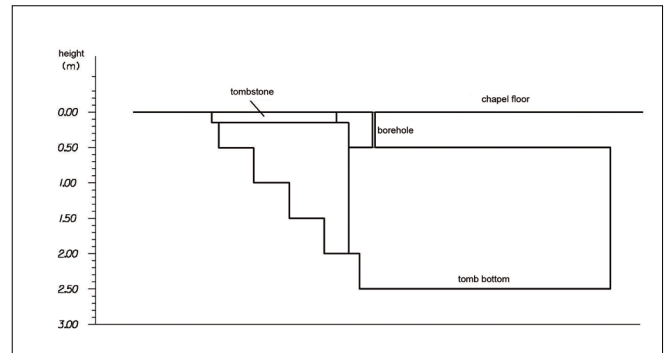 height
(m)
tombstone
chapel floor
0.00
borehole
0.50
1.00
1.50
2.00
tomb bottom
2.50
3.00